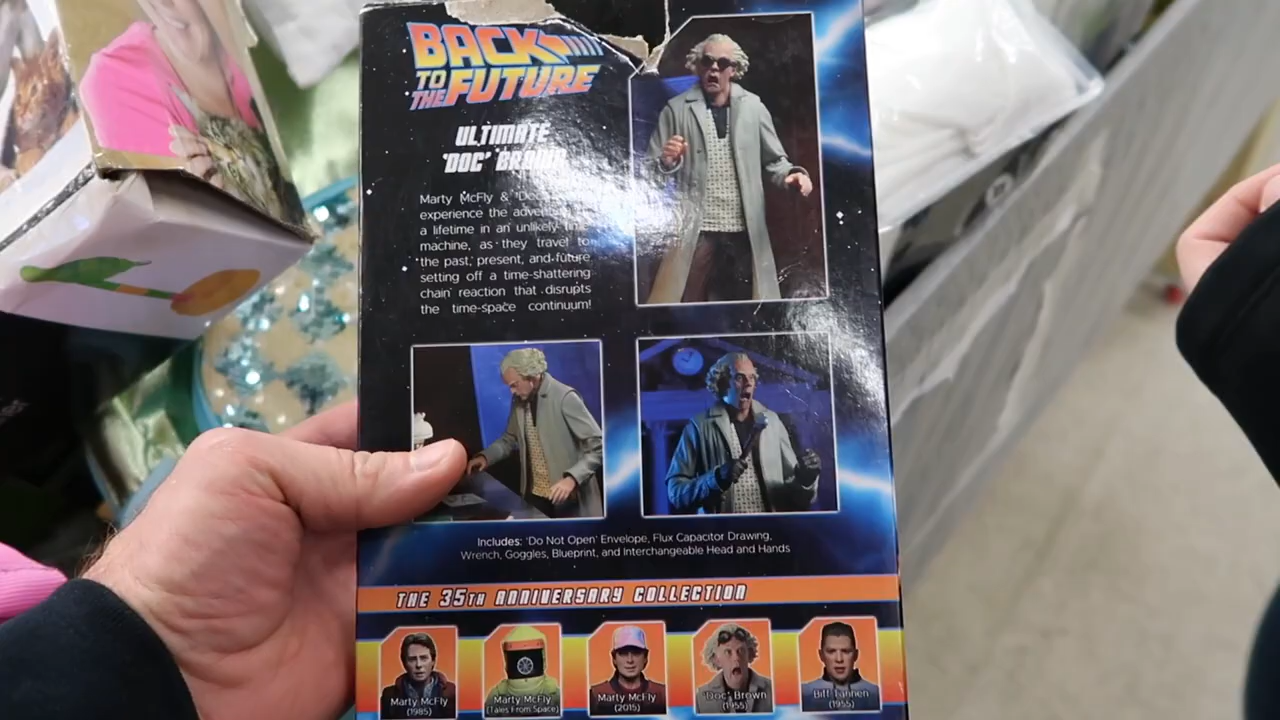 BACK
TO THE FUTURE
ULTIMATE
'DOC' BROWN
Marty McFly & 'Doc'
experience the adventure
a lifetime in an unlikely time
machine, as they travel to
the past, present, and future
setting off a time-shattering
chain reaction that disrupts
the time-space continuum!
Includes: 'Do Not Open' Envelope, Flux Capacitor Drawing,
Wrench, Goggles, Blueprint, and Interchangeable Head and Hands
THE 35TH ANNIVERSARY COLLECTION
Marty McFly
(1985)
Marty McFly
(Tales From Space)
Marty McFly
(2015)
'Doc' Brown
(1955)
Biff Tannen
(1955)